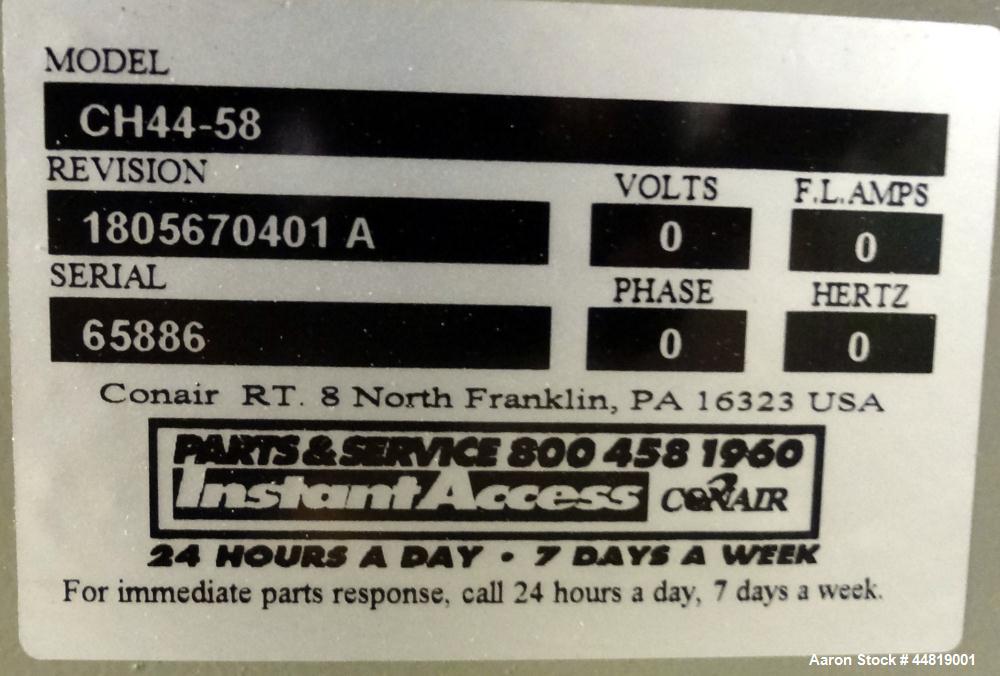 MODEL
CH44-58
REVISION
1805670401 A
VOLTS
0
F.L.AMPS
0
SERIAL
65886
PHASE
0
HERTZ
0
Conair RT. 8 North Franklin, PA 16323 USA
PARTS & SERVICE 800 458 1960
Instant Access CONAIR
24 HOURS A DAY • 7 DAYS A WEEK
For immediate parts response, call 24 hours a day, 7 days a week.
Aaron Stock # 44819001